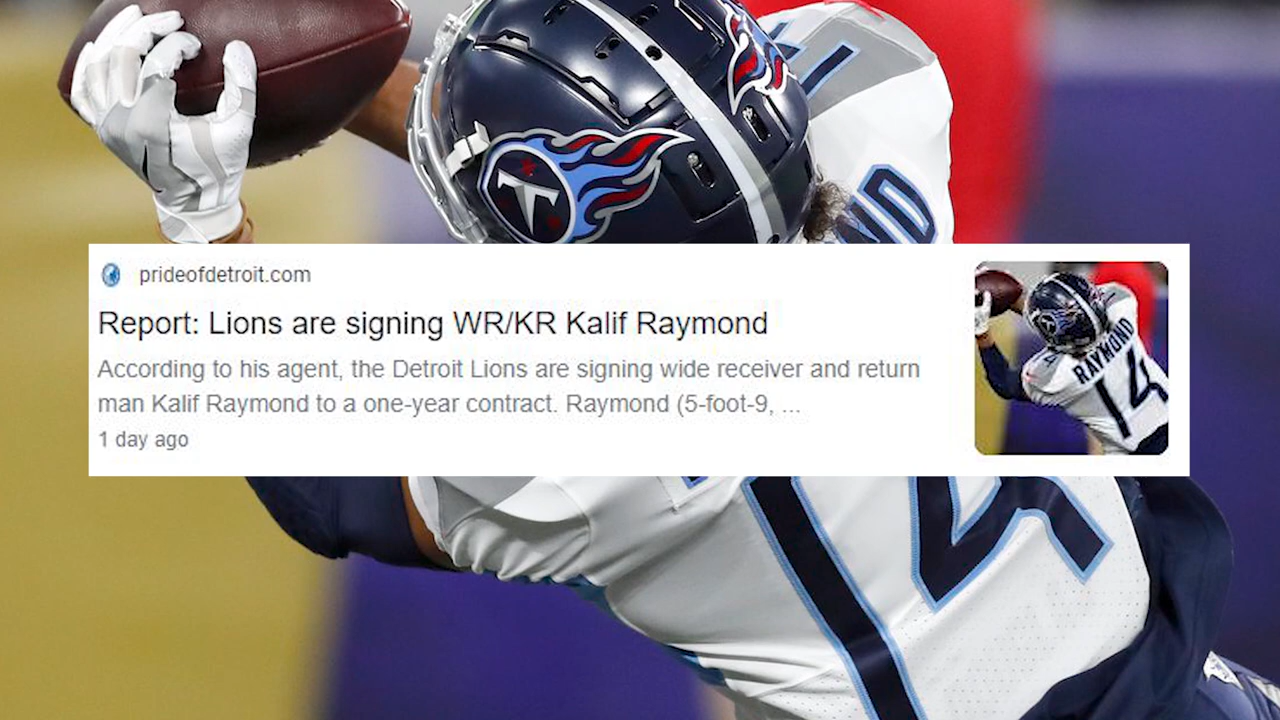 ND
prideofdetroit.com
Report: Lions are signing WR/KR Kalif Raymond
According to his agent, the Detroit Lions are signing wide receiver and return
man Kalif Raymond to a one-year contract. Raymond (5-foot-9, ...
1 day ago
RAYMOND
14
14